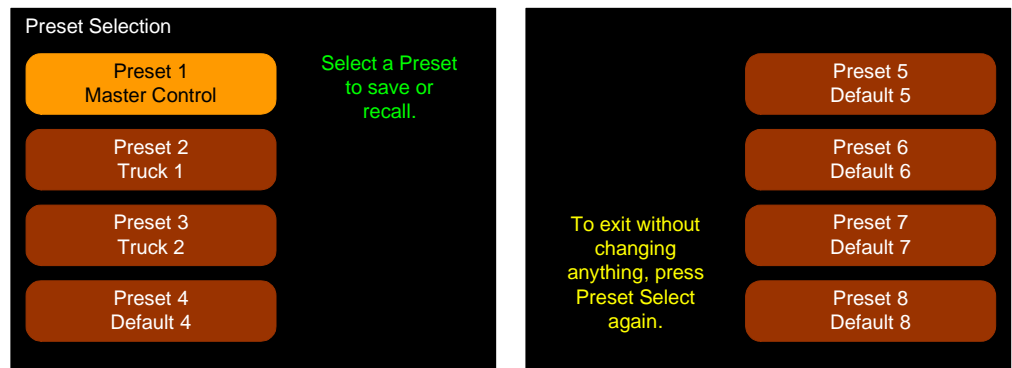 Preset Selection
Preset 1
Master Control
Select a Preset
to save or
recall.
Preset 2
Truck 1
Preset 3
Truck 2
Preset 4
Default 4
Preset 5
Default 5
Preset 6
Default 6
To exit without
changing
anything, press
Preset Select
again.
Preset 7
Default 7
Preset 8
Default 8